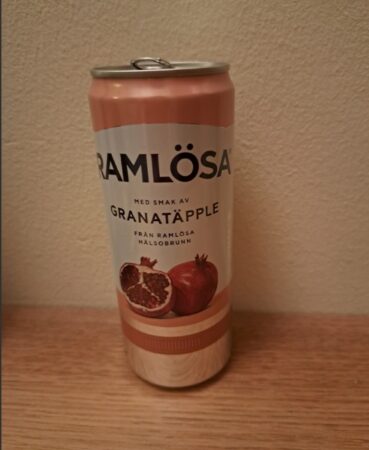 RAMLÖSA
MED SMAK AV
GRANATÄPPLE
FRÅN RAMLÖSA
HÄLSOBRUNN